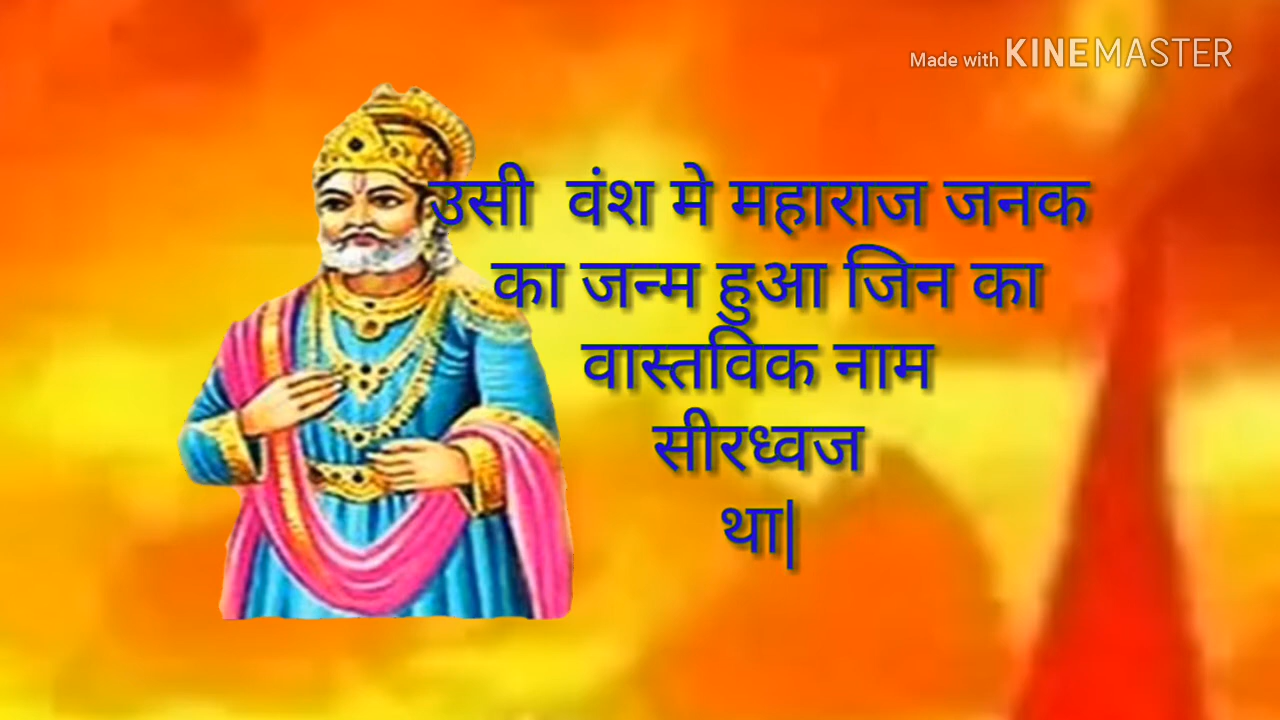 Made with KINEMASTER
उसी वंश मे महाराज जनक
का जन्म हुआ जिन का
वास्तविक नाम
सीरध्वज
था|